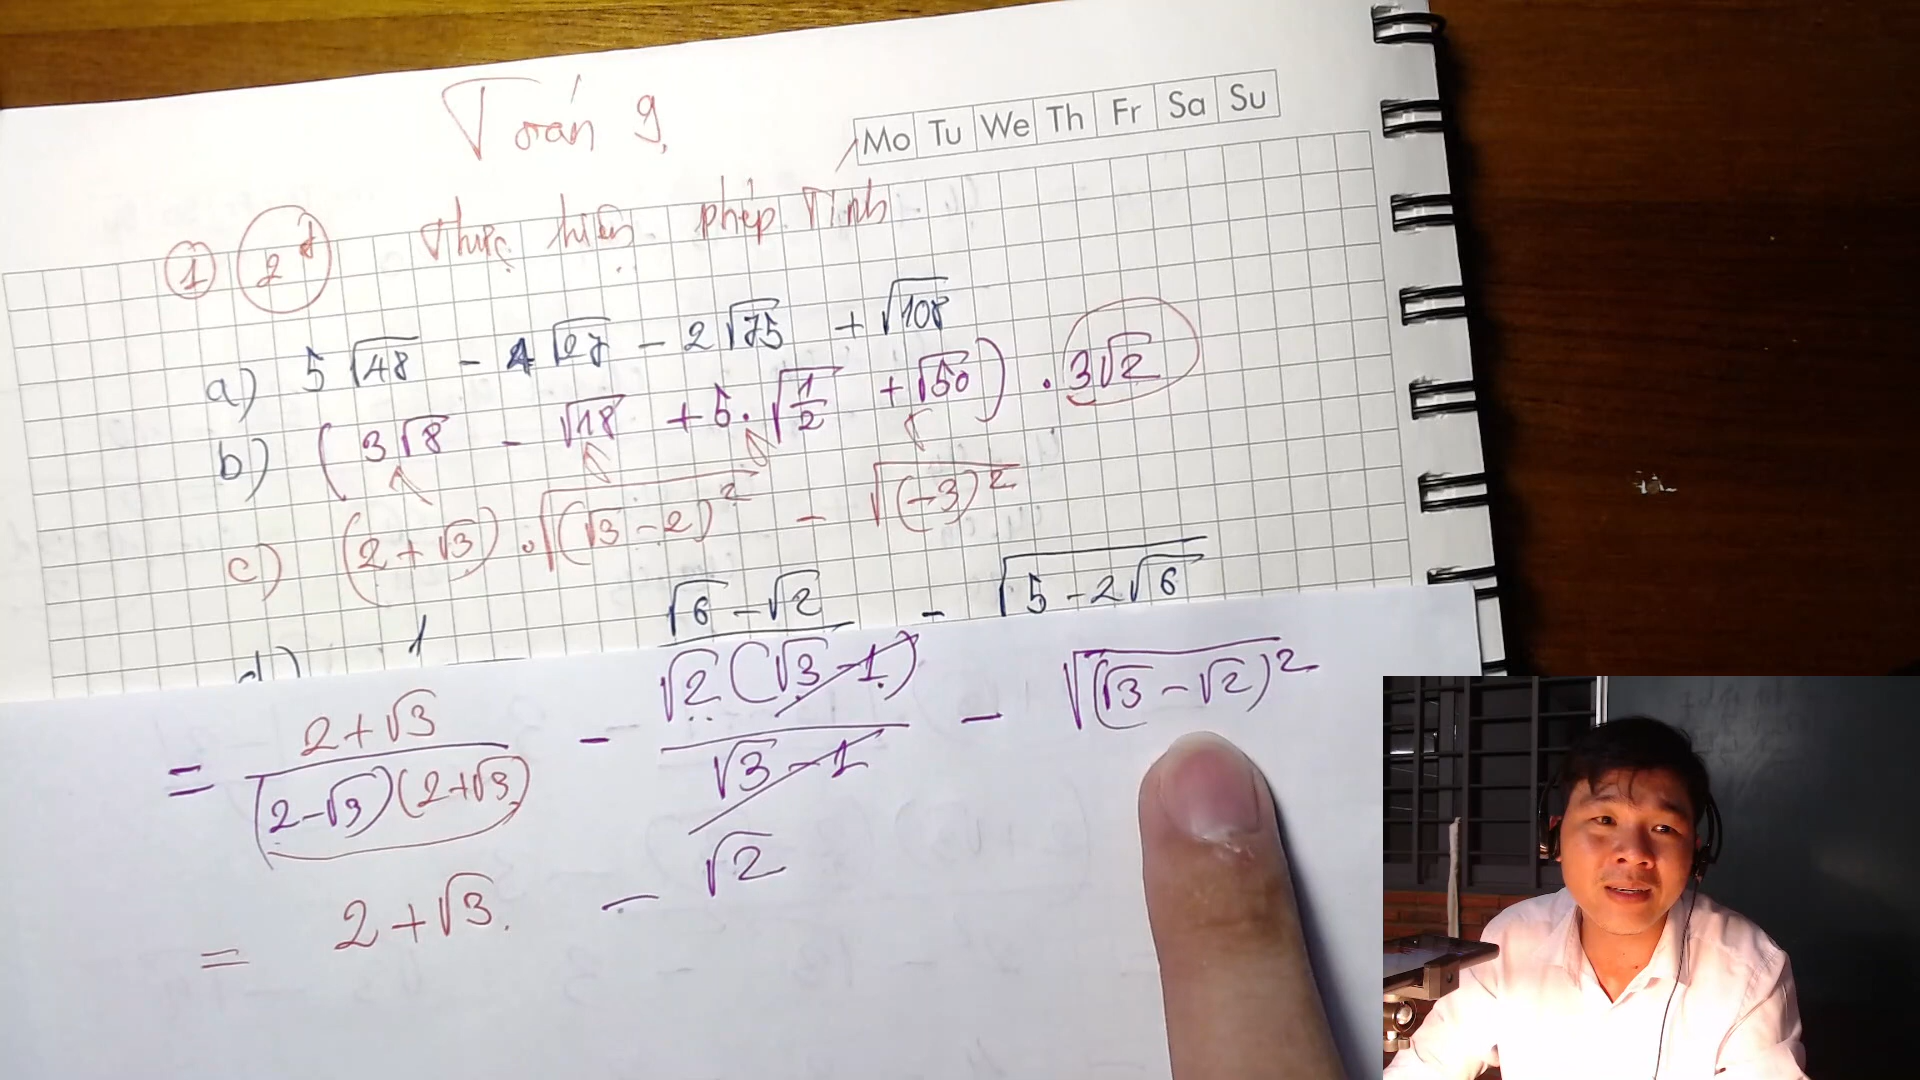 Toán 9
Mo Tu We Th Fr Sa Su
① 2đ Thực hiện phép tính
a) 5√48 - 4√27 - 2√75 + √108
b) (3√8 - √18 + 5.√(1/2) + √50) . 3√2
c) (2+√3).√((√3-2)²) - √((-3)²)
d) 1 √6-√2 - √(5-2√6)
= (2+√3)/((2-√3)(2+√3)) - (√2(√3-1))/(√3-1) - √((√3-√2)²)
= 2+√3. - √2